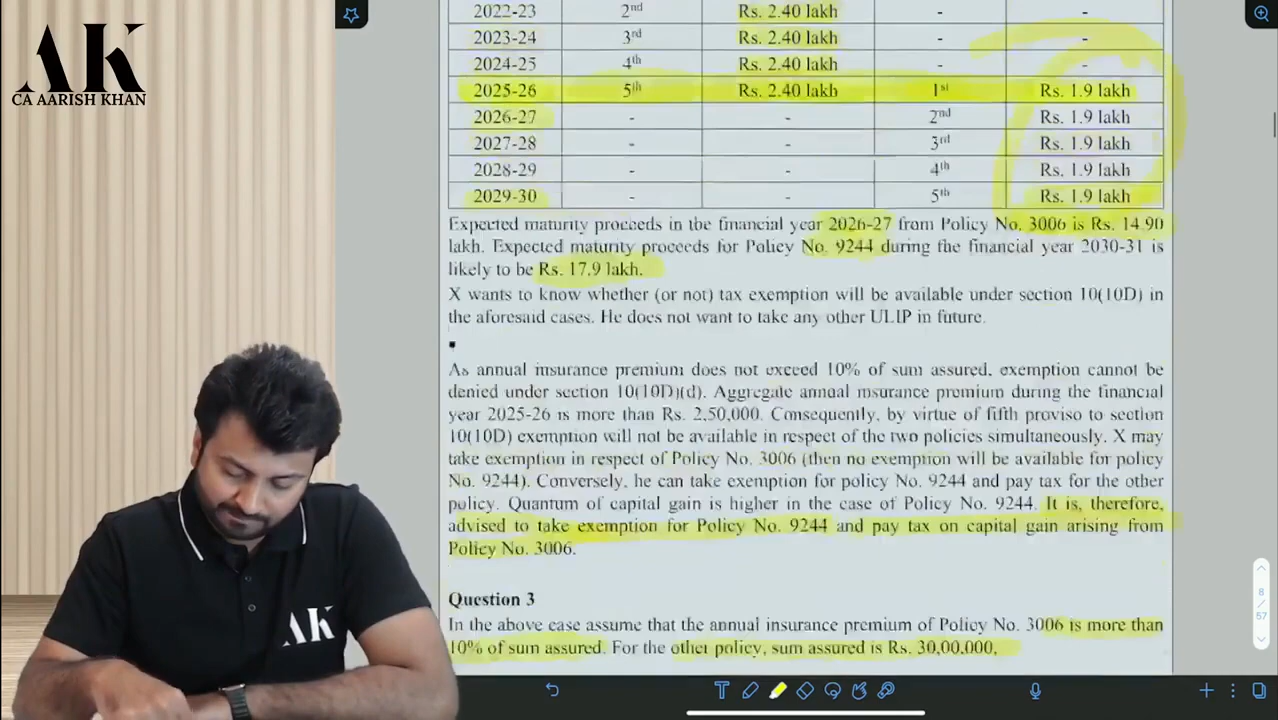 AK
CA AARISH KHAN
2022-23 2nd Rs. 2.40 lakh - -
2023-24 3rd Rs. 2.40 lakh - -
2024-25 4th Rs. 2.40 lakh - -
2025-26 5th Rs. 2.40 lakh 1st Rs. 1.9 lakh
2026-27 - - 2nd Rs. 1.9 lakh
2027-28 - - 3rd Rs. 1.9 lakh
2028-29 - - 4th Rs. 1.9 lakh
2029-30 - - 5th Rs. 1.9 lakh
Expected maturity proceeds in the financial year 2026-27 from Policy No. 3006 is Rs. 14.90
lakh. Expected maturity proceeds for Policy No. 9244 during the financial year 2030-31 is
likely to be Rs. 17.9 lakh.
X wants to know whether (or not) tax exemption will be available under section 10(10D) in
the aforesaid cases. He does not want to take any other ULIP in future.
As annual insurance premium does not exceed 10% of sum assured, exemption cannot be
denied under section 10(10D)(d). Aggregate annual insurance premium during the financial
year 2025-26 is more than Rs. 2,50,000. Consequently, by virtue of fifth proviso to section
10(10D) exemption will not be available in respect of the two policies simultaneously. X may
take exemption in respect of Policy No. 3006 (then no exemption will be available for policy
No. 9244). Conversely, he can take exemption for policy No. 9244 and pay tax for the other
policy. Quantum of capital gain is higher in the case of Policy No. 9244. It is, therefore,
advised to take exemption for Policy No. 9244 and pay tax on capital gain arising from
Policy No. 3006.
Question 3
In the above case assume that the annual insurance premium of Policy No. 3006 is more than
10% of sum assured. For the other policy, sum assured is Rs. 30,00,000.
AK
8
/
57
T